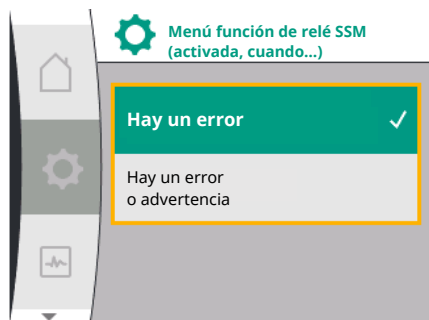 Menú función de relé SSM
(activada, cuando...)
Hay un error
Hay un error
o advertencia